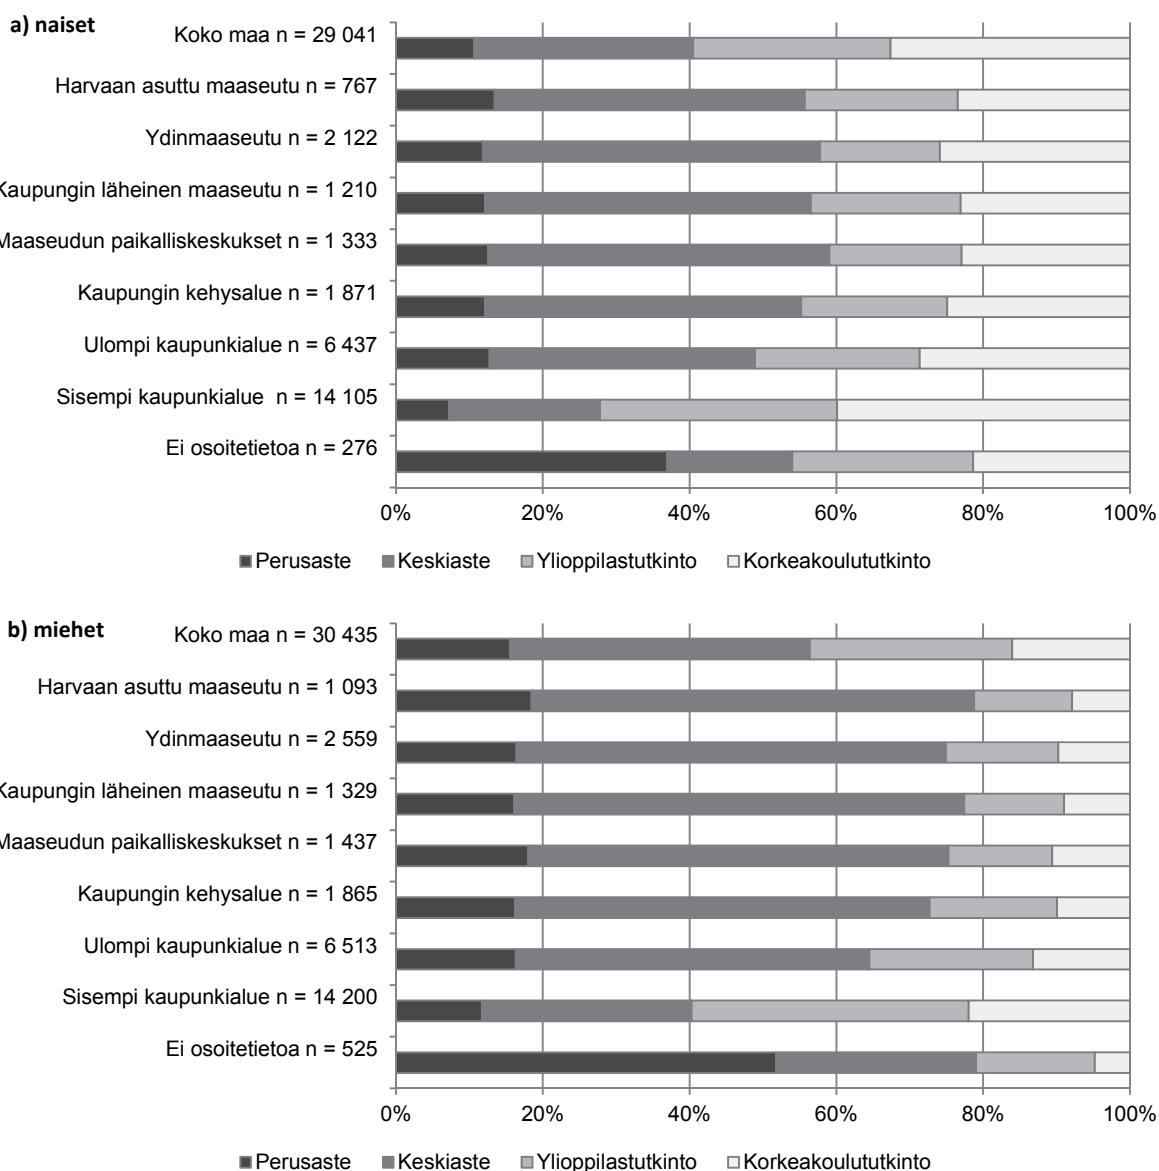 a) naiset
Koko maa n = 29 041
Harvaan asuttu maaseutu n = 767
Ydinmaaseutu n = 2 122
Kaupungin läheinen maaseutu n = 1 210
Maaseudun paikalliskeskukset n = 1 333
Kaupungin kehysalue n = 1 871
Ulompi kaupunkialue n = 6 437
Sisempi kaupunkialue n = 14 105
Ei osoitetietoa n = 276
0% 20% 40% 60% 80% 100%
Perusaste Keskiaste Ylioppilastutkinto Korkeakoulututkinto
b) miehet
Koko maa n = 30 435
Harvaan asuttu maaseutu n = 1 093
Ydinmaaseutu n = 2 559
Kaupungin läheinen maaseutu n = 1 329
Maaseudun paikalliskeskukset n = 1 437
Kaupungin kehysalue n = 1 865
Ulompi kaupunkialue n = 6 513
Sisempi kaupunkialue n = 14 200
Ei osoitetietoa n = 525
0% 20% 40% 60% 80% 100%
Perusaste Keskiaste Ylioppilastutkinto Korkeakoulututkinto